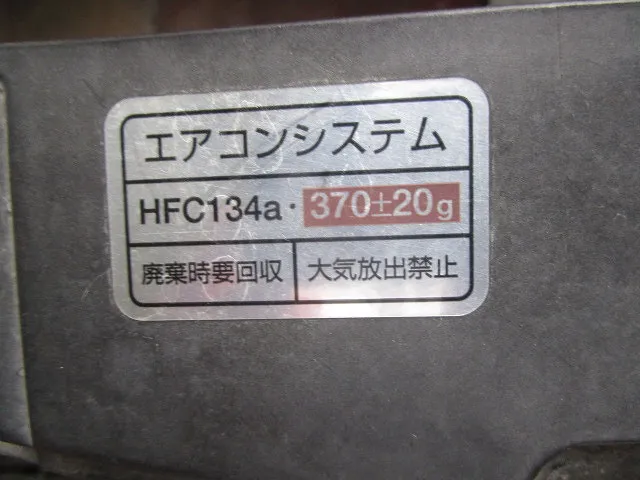 エアコンシステム
HFC134a・370±20g
廃棄時要回収 大気放出禁止